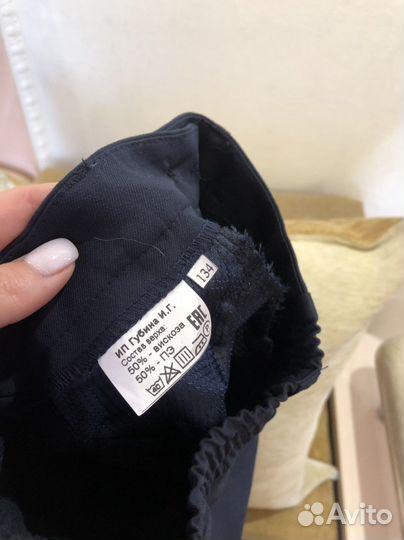 134
ИП Губина И.Г.
Состав верха:
50% - вискоза
50% - ПЭ
EAC
Avito